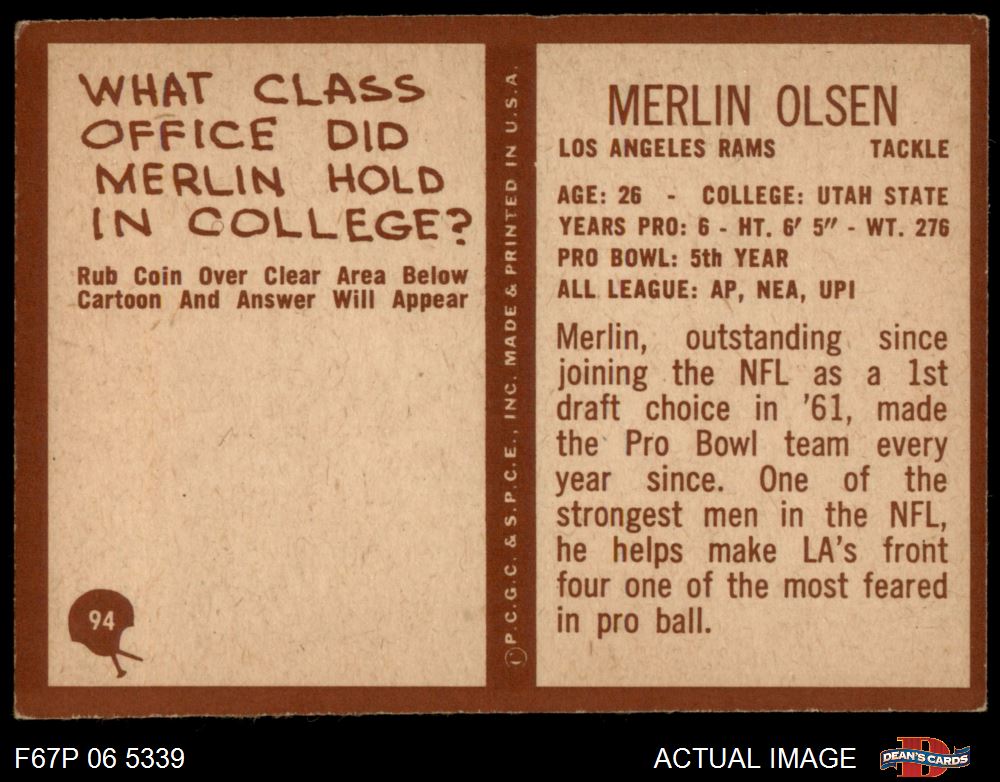 WHAT CLASS
OFFICE DID
MERLIN HOLD
IN COLLEGE?
Rub Coin Over Clear Area Below
Cartoon And Answer Will Appear
94
© P.C.G.C. & S.P.C.E., INC. MADE & PRINTED IN U.S.A.
MERLIN OLSEN
LOS ANGELES RAMS TACKLE
AGE: 26 - COLLEGE: UTAH STATE
YEARS PRO: 6 - HT. 6' 5" - WT. 276
PRO BOWL: 5th YEAR
ALL LEAGUE: AP, NEA, UPI
Merlin, outstanding since
joining the NFL as a 1st
draft choice in '61, made
the Pro Bowl team every
year since. One of the
strongest men in the NFL,
he helps make LA's front
four one of the most feared
in pro ball.
F67P 06 5339
ACTUAL IMAGE
D
DEAN'S CARDS